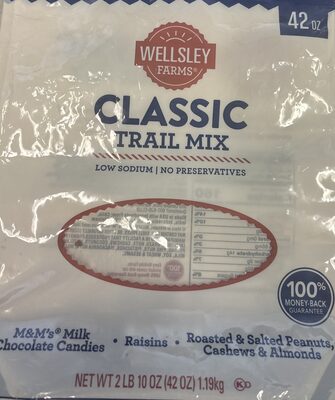 42 OZ
WELLSLEY
FARMS®
CLASSIC
TRAIL MIX
LOW SODIUM | NO PRESERVATIVES
100%
MONEY-BACK
GUARANTEE
M&M's® Milk
Chocolate Candies • Raisins • Roasted & Salted Peanuts,
Cashews & Almonds
NET WT 2 LB 10 OZ (42 OZ) 1.19kg